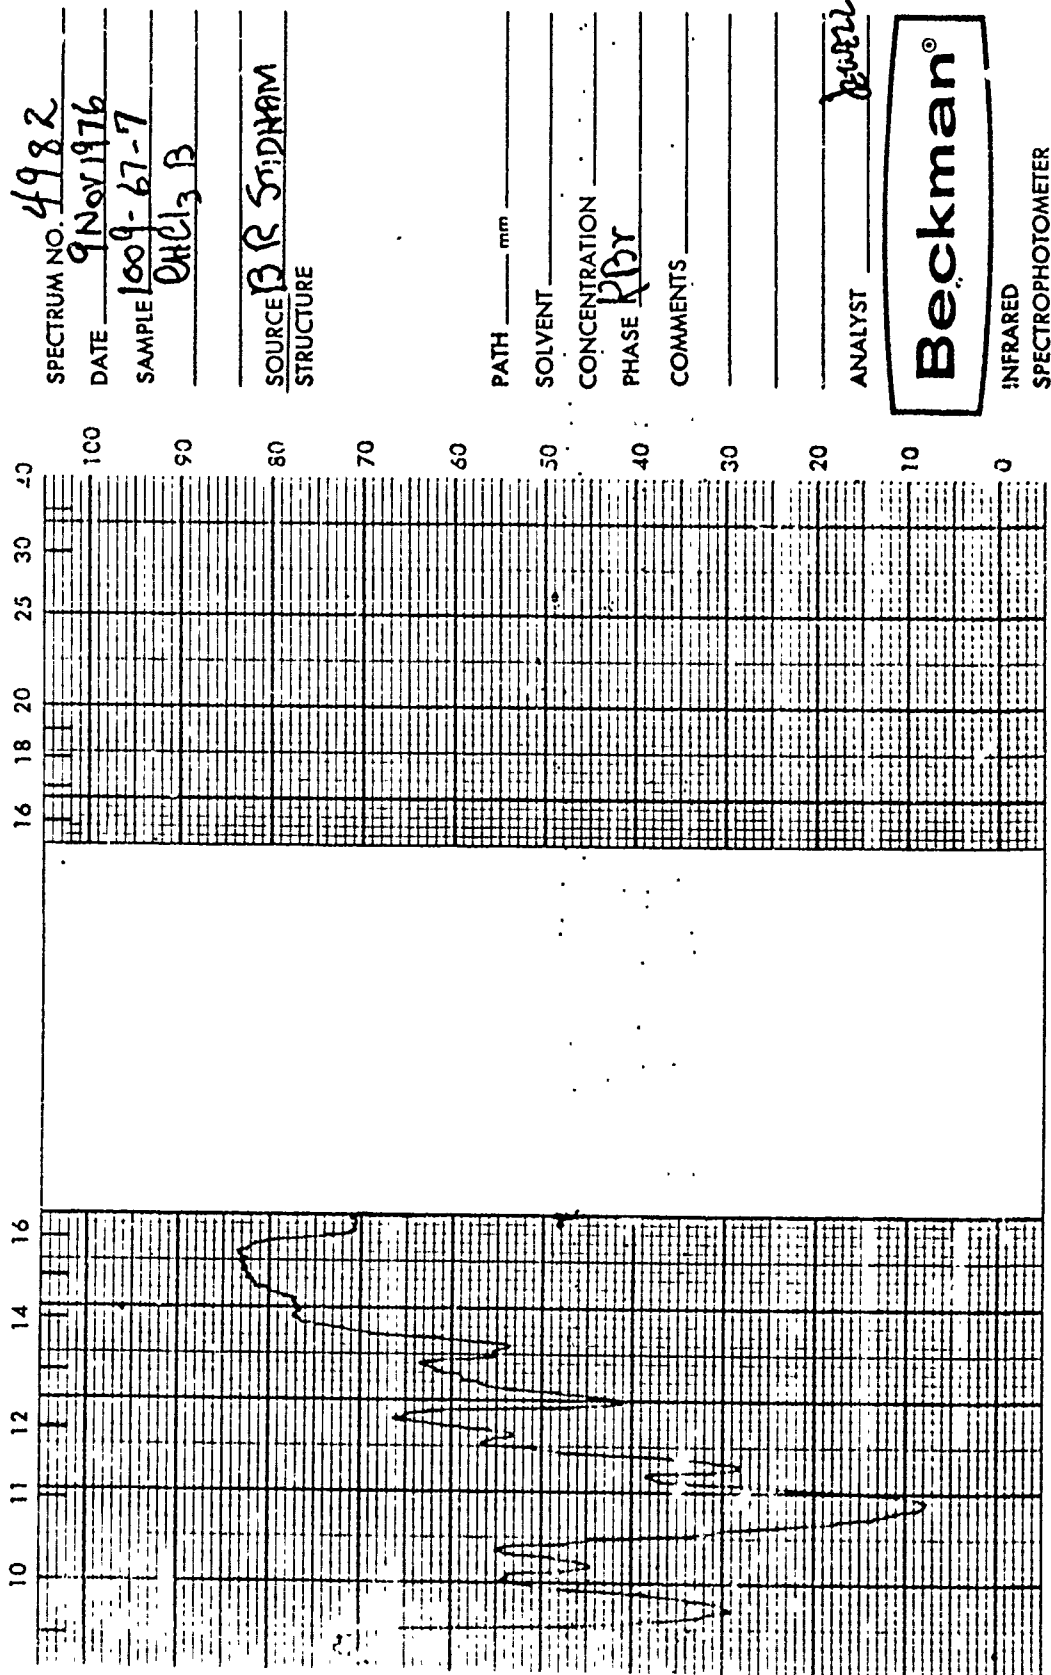 SPECTRUM NO. 4982
DATE 9 Nov 1976
SAMPLE 1009-67-7
CHCl3 B
SOURCE B R STIDHAM
STRUCTURE
PATH mm
SOLVENT
CONCENTRATION
PHASE KBr
COMMENTS
ANALYST
Beckman®
INFRARED
SPECTROPHOTOMETER
100
90
80
70
60
50
40
30
20
10
0
10 11 12 14 16 16 18 20 25 30 40